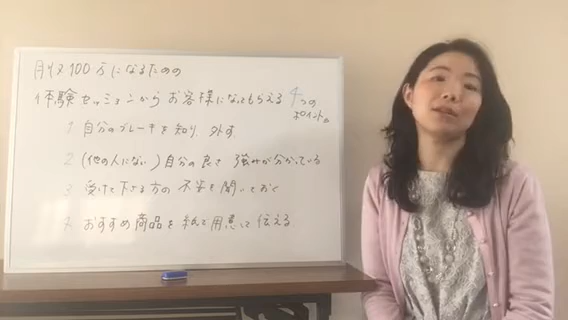 月収100万になるための
体験セッションからお客様になってもらえる4つのポイント。
1 自分のブレーキを知り、外す。
2 (他の人にない)自分の良さ 強みが分かっている
3 受けて下さる方の不安を聞いておく
4 おすすめ商品を 用意して伝える。